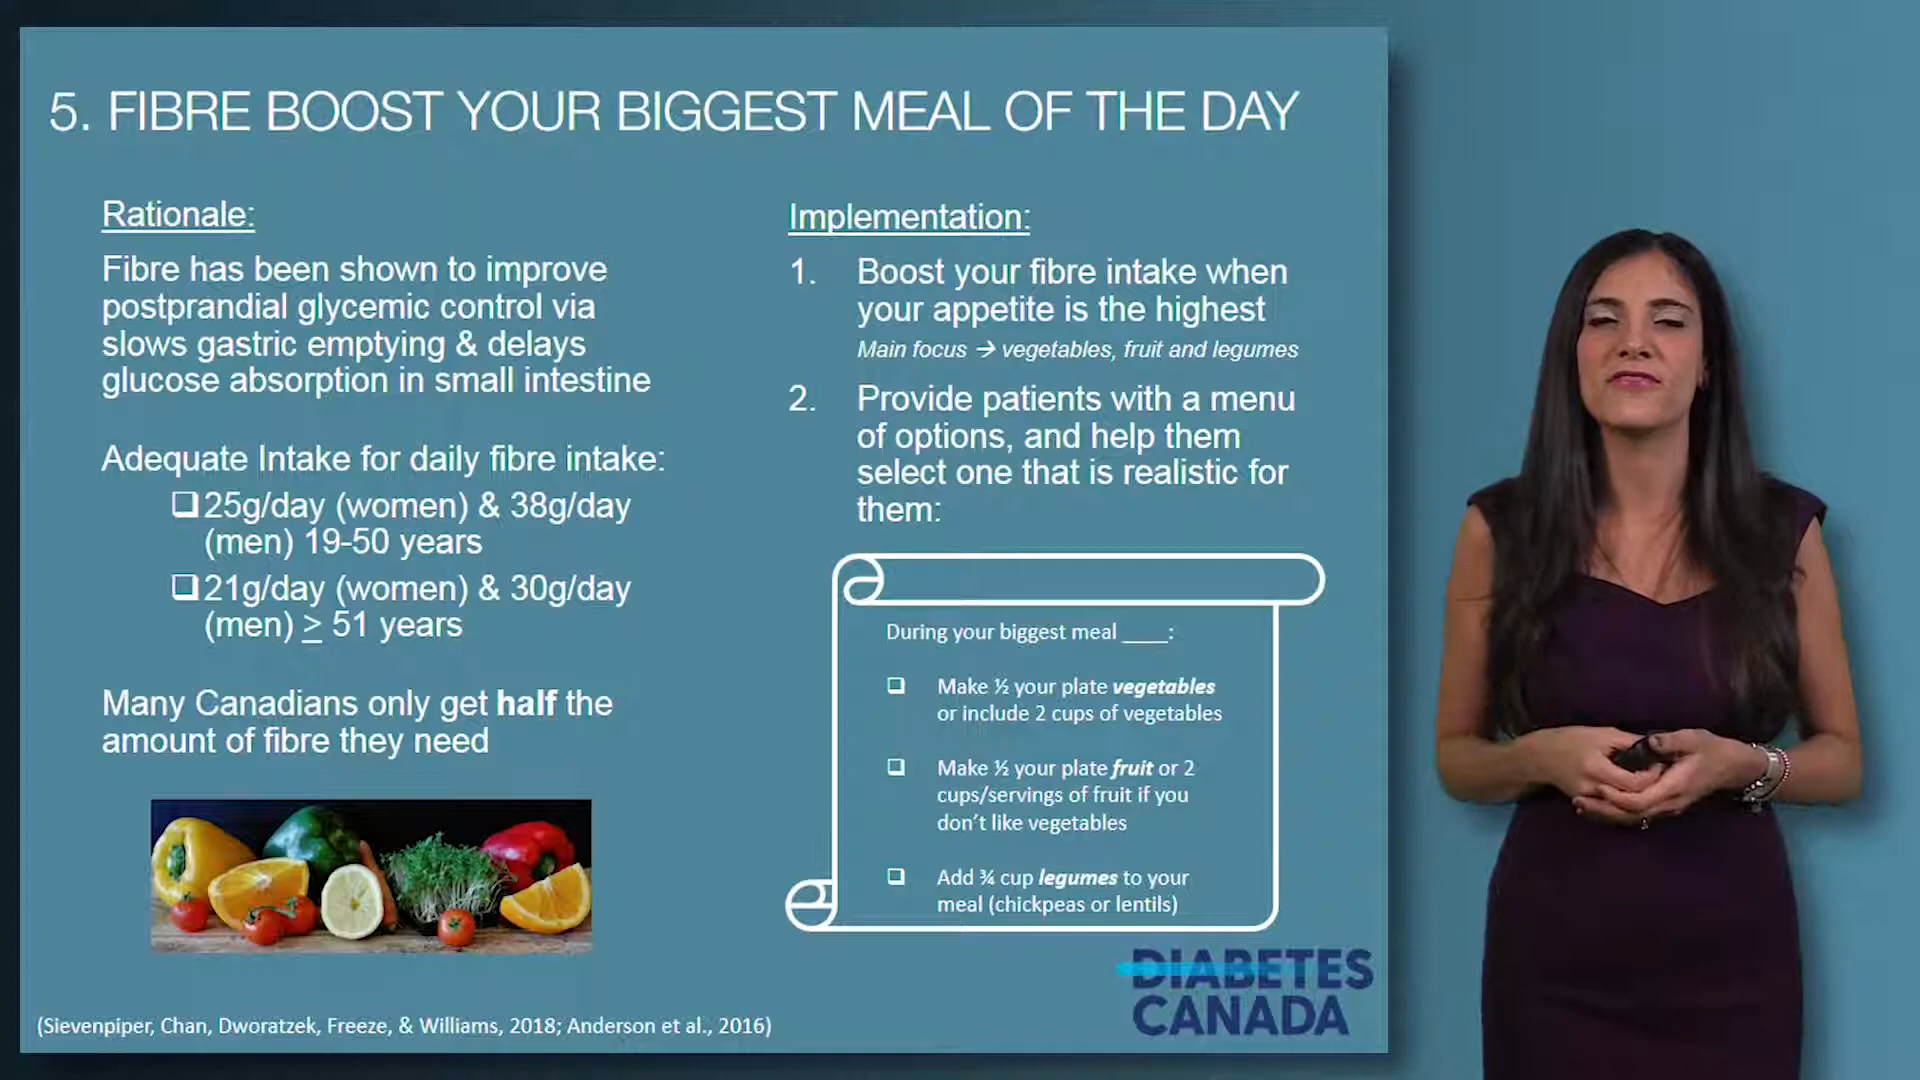 5. FIBRE BOOST YOUR BIGGEST MEAL OF THE DAY
Rationale:
Fibre has been shown to improve
postprandial glycemic control via
slows gastric emptying & delays
glucose absorption in small intestine
Adequate Intake for daily fibre intake:
❑ 25g/day (women) & 38g/day
(men) 19-50 years
❑ 21g/day (women) & 30g/day
(men) ≥ 51 years
Many Canadians only get half the
amount of fibre they need
(Sievenpiper, Chan, Dworatzek, Freeze, & Williams, 2018; Anderson et al., 2016)
Implementation:
1. Boost your fibre intake when
your appetite is the highest
Main focus → vegetables, fruit and legumes
2. Provide patients with a menu
of options, and help them
select one that is realistic for
them:
During your biggest meal ____:
❑ Make ½ your plate vegetables
or include 2 cups of vegetables
❑ Make ½ your plate fruit or 2
cups/servings of fruit if you
don't like vegetables
❑ Add ¾ cup legumes to your
meal (chickpeas or lentils)
DIABETES
CANADA